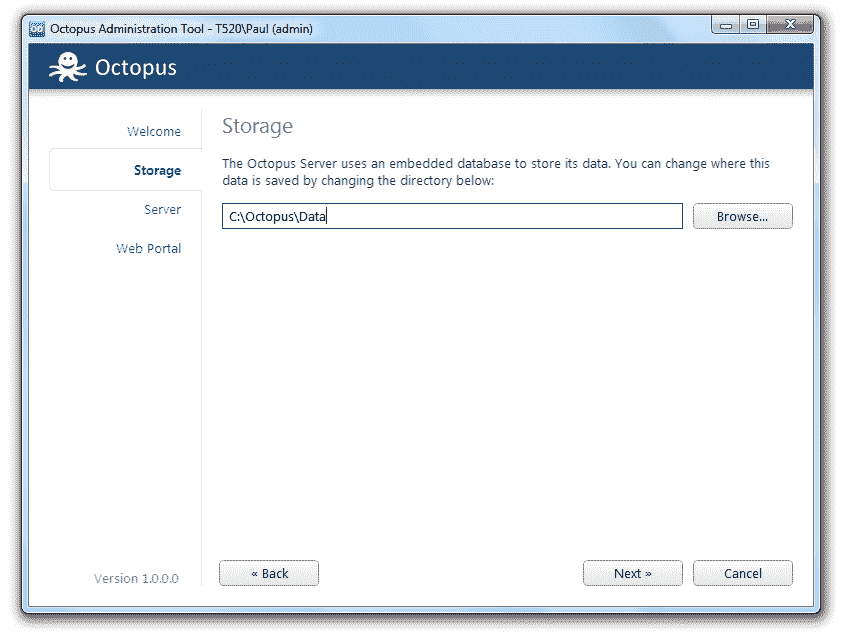 Octopus Administration Tool - T520\Paul (admin)
Octopus
Welcome
Storage
Server
Web Portal
Storage
The Octopus Server uses an embedded database to store its data. You can change where this
data is saved by changing the directory below:
C:\Octopus\Data
Browse...
Version 1.0.0.0
« Back
Next »
Cancel